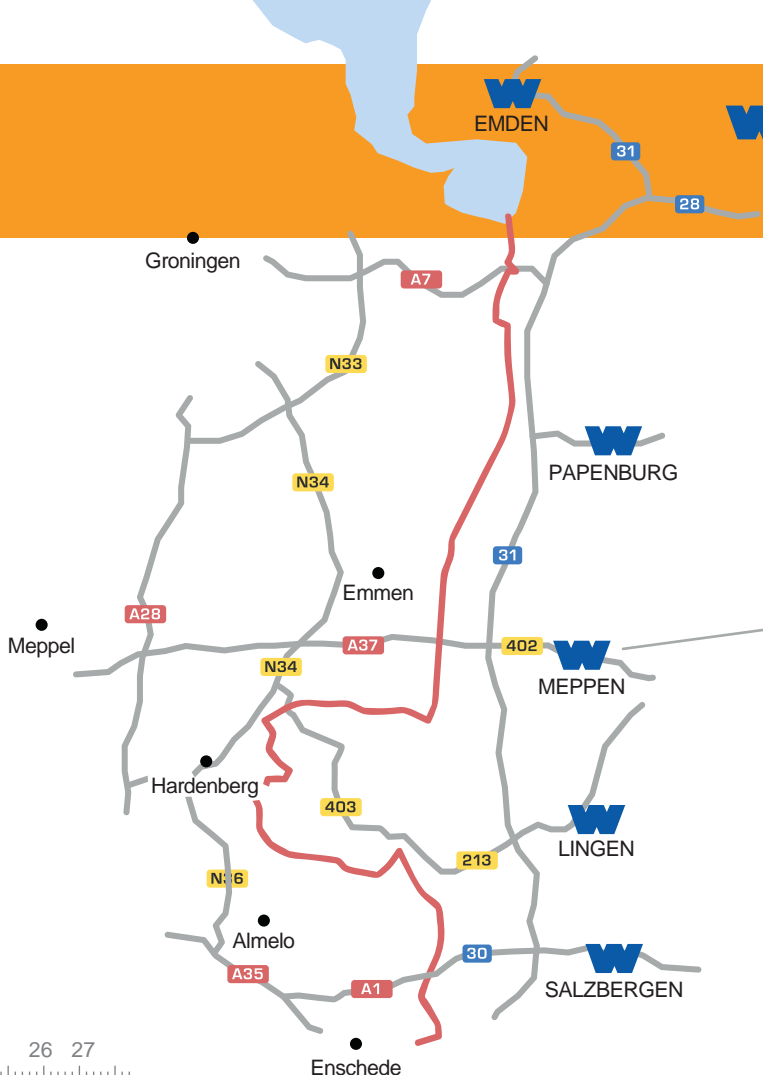 EMDEN
31
28
Groningen
A7
N33
PAPENBURG
N34
31
Emmen
A28
Meppel
A37
402
N34
MEPPEN
Hardenberg
403
LINGEN
213
N36
Almelo
30
A35
A1
SALZBERGEN
26 27
Enschede